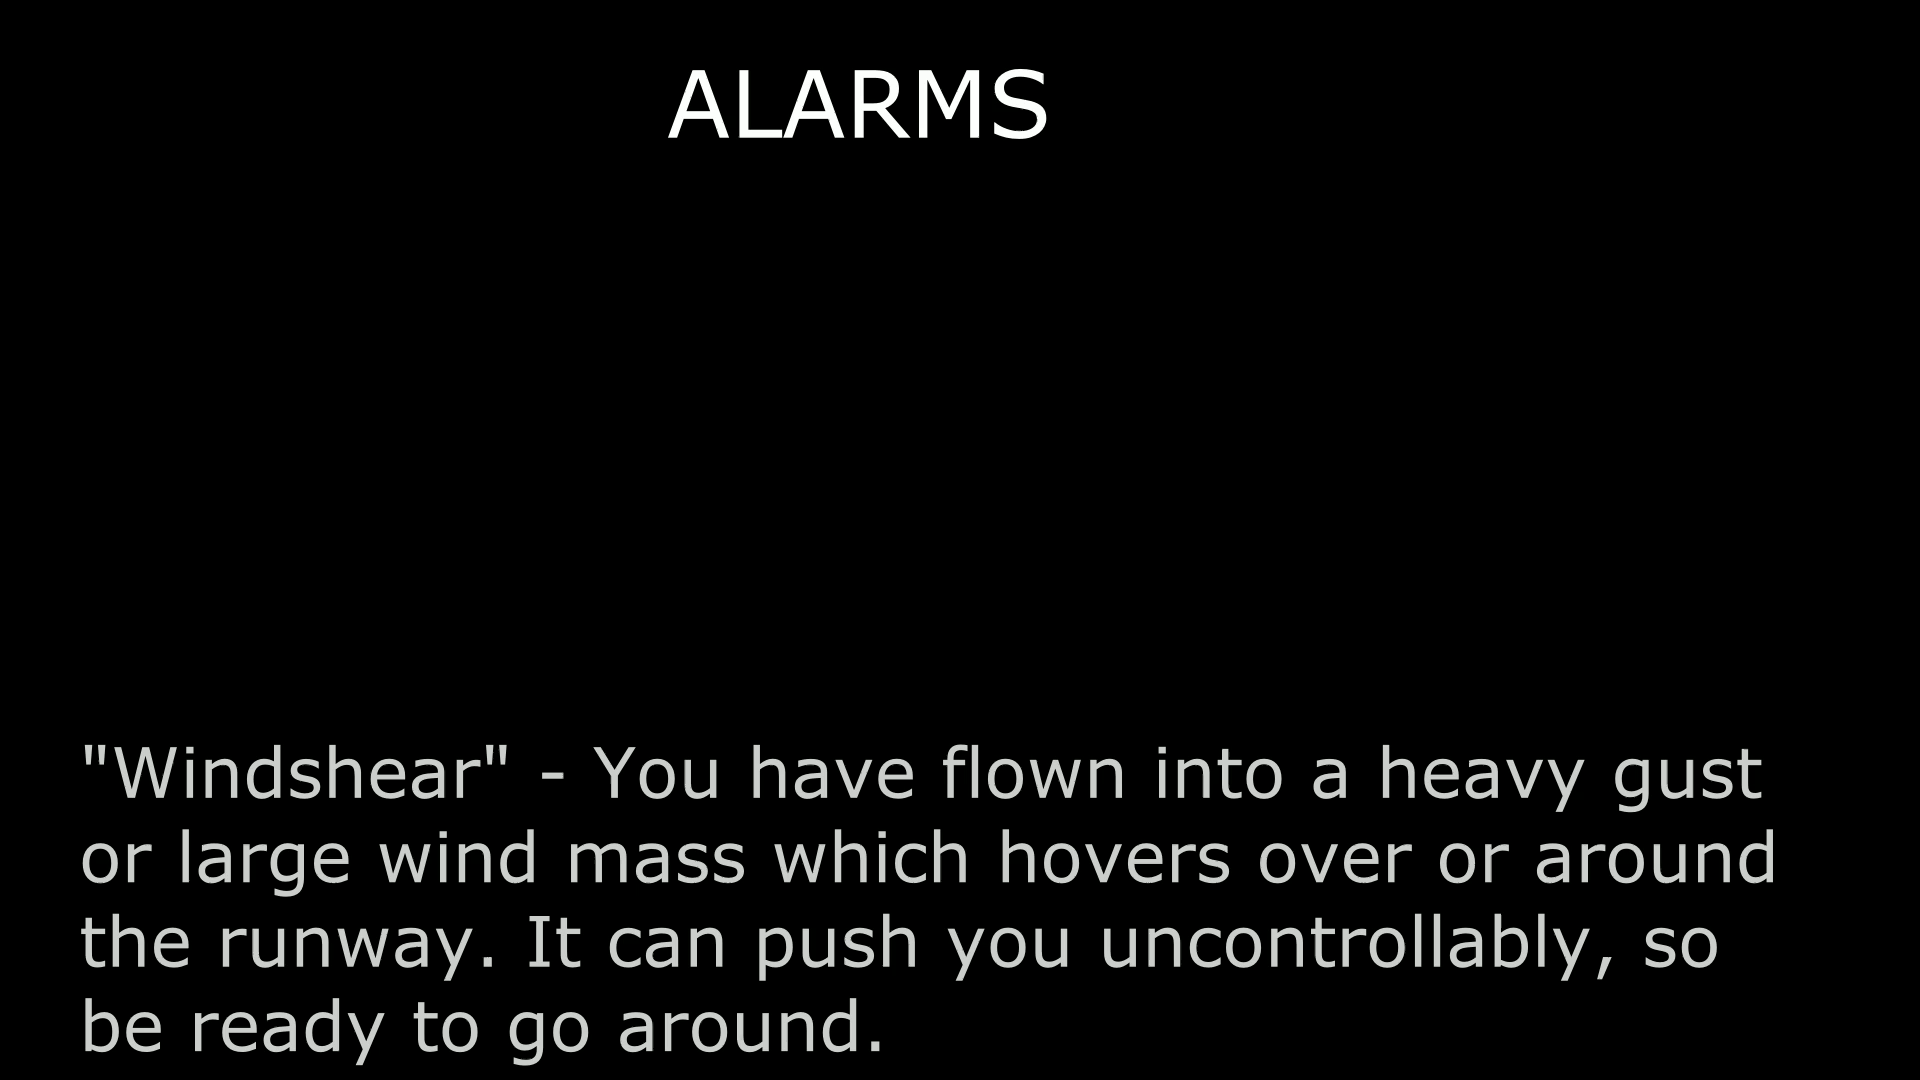 ALARMS
"Windshear" - You have flown into a heavy gust
or large wind mass which hovers over or around
the runway. It can push you uncontrollably, so
be ready to go around.